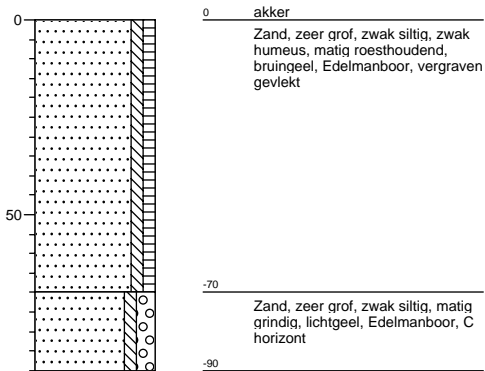 0
0
akker
Zand, zeer grof, zwak siltig, zwak
humeus, matig roesthoudend,
bruingeel, Edelmanboor, vergraven
gevlekt
50
-70
Zand, zeer grof, zwak siltig, matig
grindig, lichtgeel, Edelmanboor, C
horizont
-90